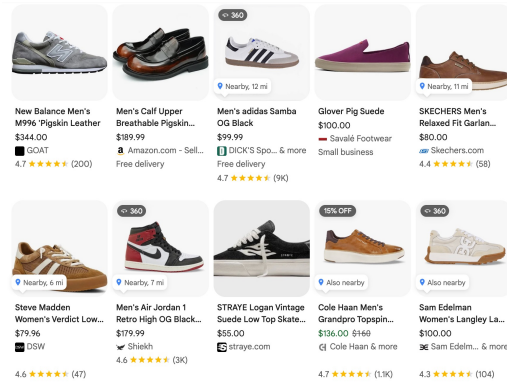 360
Nearby, 12 mi
Nearby, 11 mi
New Balance Men's
M996 'Pigskin Leather
$344.00
GOAT
4.7 (200)
Men's Calf Upper
Breathable Pigskin...
$189.99
Amazon.com - Sell...
Free delivery
Men's adidas Samba
OG Black
$99.99
DICK'S Spo... & more
Free delivery
4.7 (9K)
Glover Pig Suede
$100.00
Savalé Footwear
Small business
SKECHERS Men's
Relaxed Fit Garlan...
$80.00
Skechers.com
4.4 (58)
360
15% OFF
360
Nearby, 6 mi
Nearby, 7 mi
Also nearby
Also nearby
Steve Madden
Women's Verdict Low...
$79.96
DSW
4.6 (47)
Men's Air Jordan 1
Retro High OG Black...
$179.99
Shiekh
4.6 (3K)
STRAYE Logan Vintage
Suede Low Top Skate...
$55.00
straye.com
Cole Haan Men's
Grandpro Topspin...
$136.00 $160
Cole Haan & more
4.7 (1.1K)
Sam Edelman
Women's Langley La...
$100.00
Sam Edelm... & more
4.3 (104)